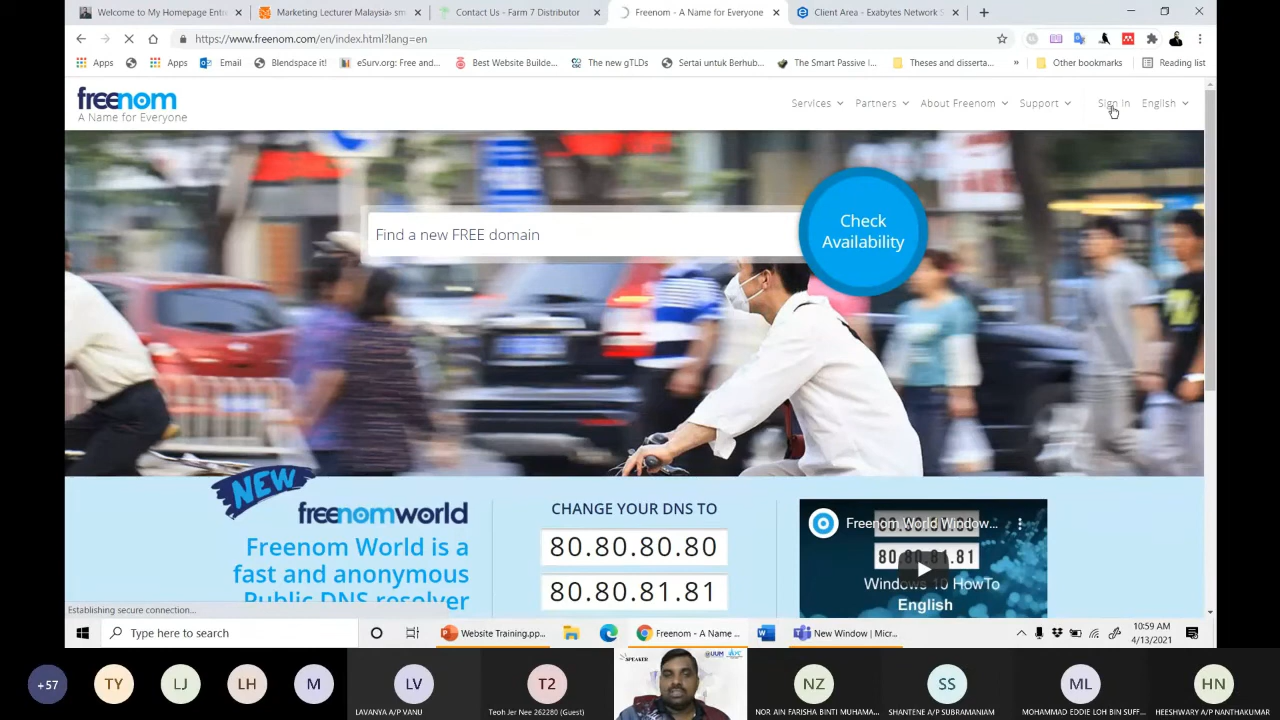 Welcome to My Homepage Entr
Marketing Lecturer Malaysia- sm
Contact Us - Farm 7 Distributor
Freenom - A Name for Everyone
Client Area - Exabytes Network S
https://www.freenom.com/en/index.html?lang=en
Apps
Apps
Email
Blendspace it!
eSurv.org: Free and...
Best Website Builde...
The new gTLDs
Sertai untuk Berhub...
The Smart Passive I...
Theses and disserta...
»
Other bookmarks
Reading list
freenom
A Name for Everyone
Services
Partners
About Freenom
Support
Sign in
English
Find a new FREE domain
Check
Availability
NEW
freenomworld
Freenom World is a
fast and anonymous
Public DNS resolver
CHANGE YOUR DNS TO
80.80.80.80
80.80.81.81
Freenom World Window...
80.80.81.81
Windows 10 HowTo
English
Establishing secure connection...
Type here to search
Website Training.pp...
Freenom - A Name ...
New Window | Micr...
10:59 AM
4/13/2021
+57
TY
LJ
LH
M
LV
LAVANYA A/P VANU
T2
Teoh Jer Nee 262280 (Guest)
SPEAKER
UUM
NZ
NOR AIN FARISHA BINTI MUHAMA...
SS
SHANTENE A/P SUBRAMANIAM
ML
MOHAMMAD EDDIE LOH BIN SUFF...
HN
HEESHWARY A/P NANTHAKUMAR